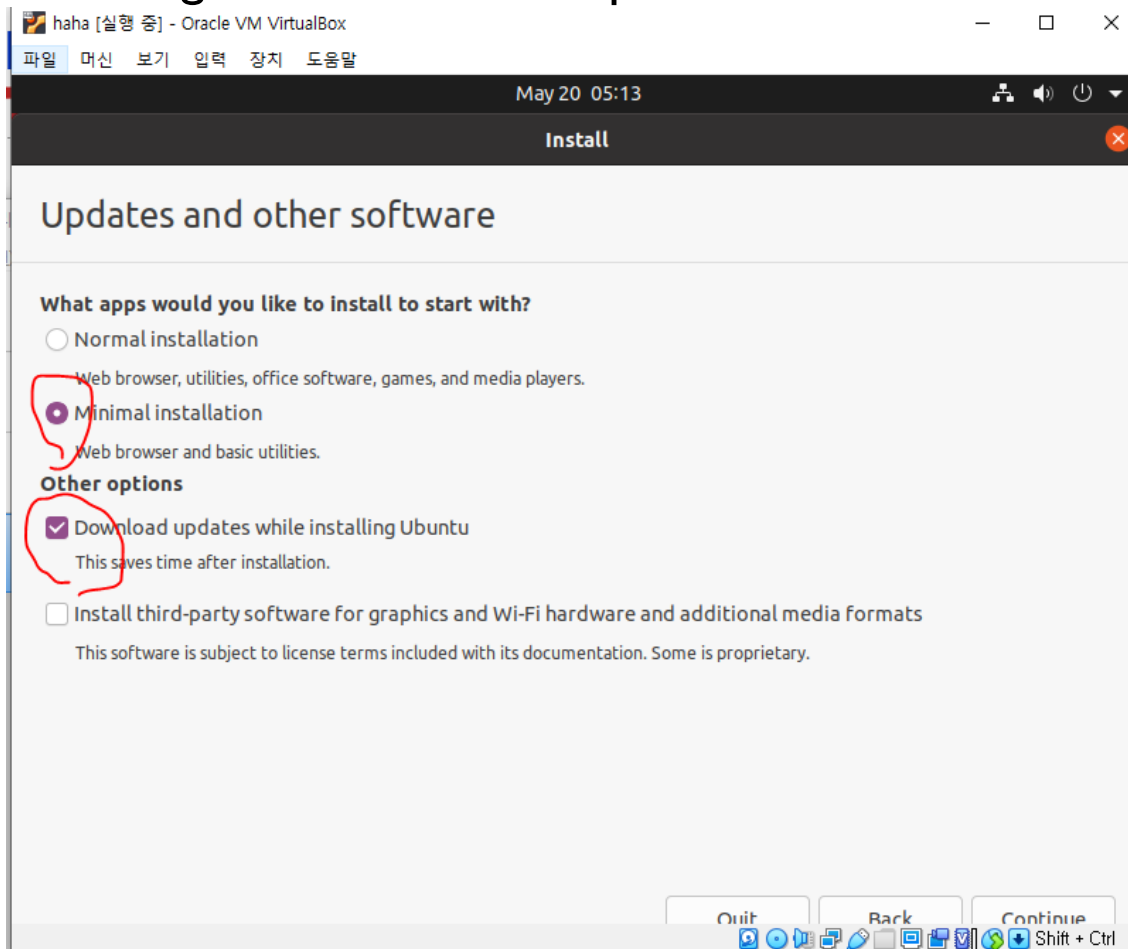 haha [실행 중] - Oracle VM VirtualBox
파일 머신 보기 입력 장치 도움말
May 20 05:13
Install
Updates and other software
What apps would you like to install to start with?
Normal installation
Web browser, utilities, office software, games, and media players.
Minimal installation
Web browser and basic utilities.
Other options
Download updates while installing Ubuntu
This saves time after installation.
Install third-party software for graphics and Wi-Fi hardware and additional media formats
This software is subject to license terms included with its documentation. Some is proprietary.
Quit Back Continue
Shift + Ctrl